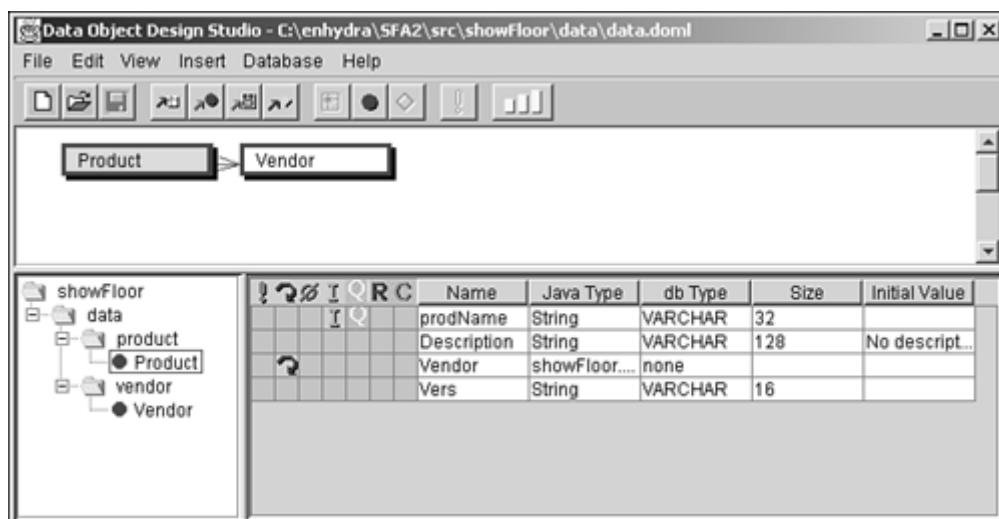 Data Object Design Studio - C:\enhydra\SFA2\src\showFloor\data\data.doml
File Edit View Insert Database Help
Product Vendor
showFloor
data
product
Product
vendor
Vendor
! Ø I Q R C Name Java Type db Type Size Initial Value
I Q prodName String VARCHAR 32
Description String VARCHAR 128 No descript...
Vendor showFloor.... none
Vers String VARCHAR 16